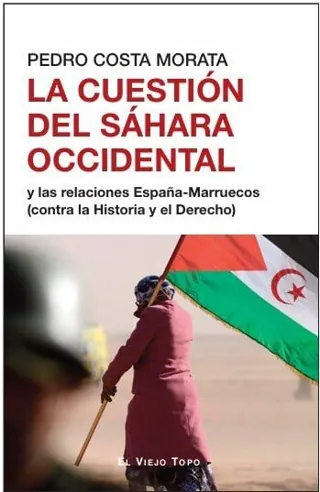 PEDRO COSTA MORATA
LA CUESTIÓN
DEL SÁHARA
OCCIDENTAL
y las relaciones España-Marruecos
(contra la Historia y el Derecho)
EL VIEJO TOPO